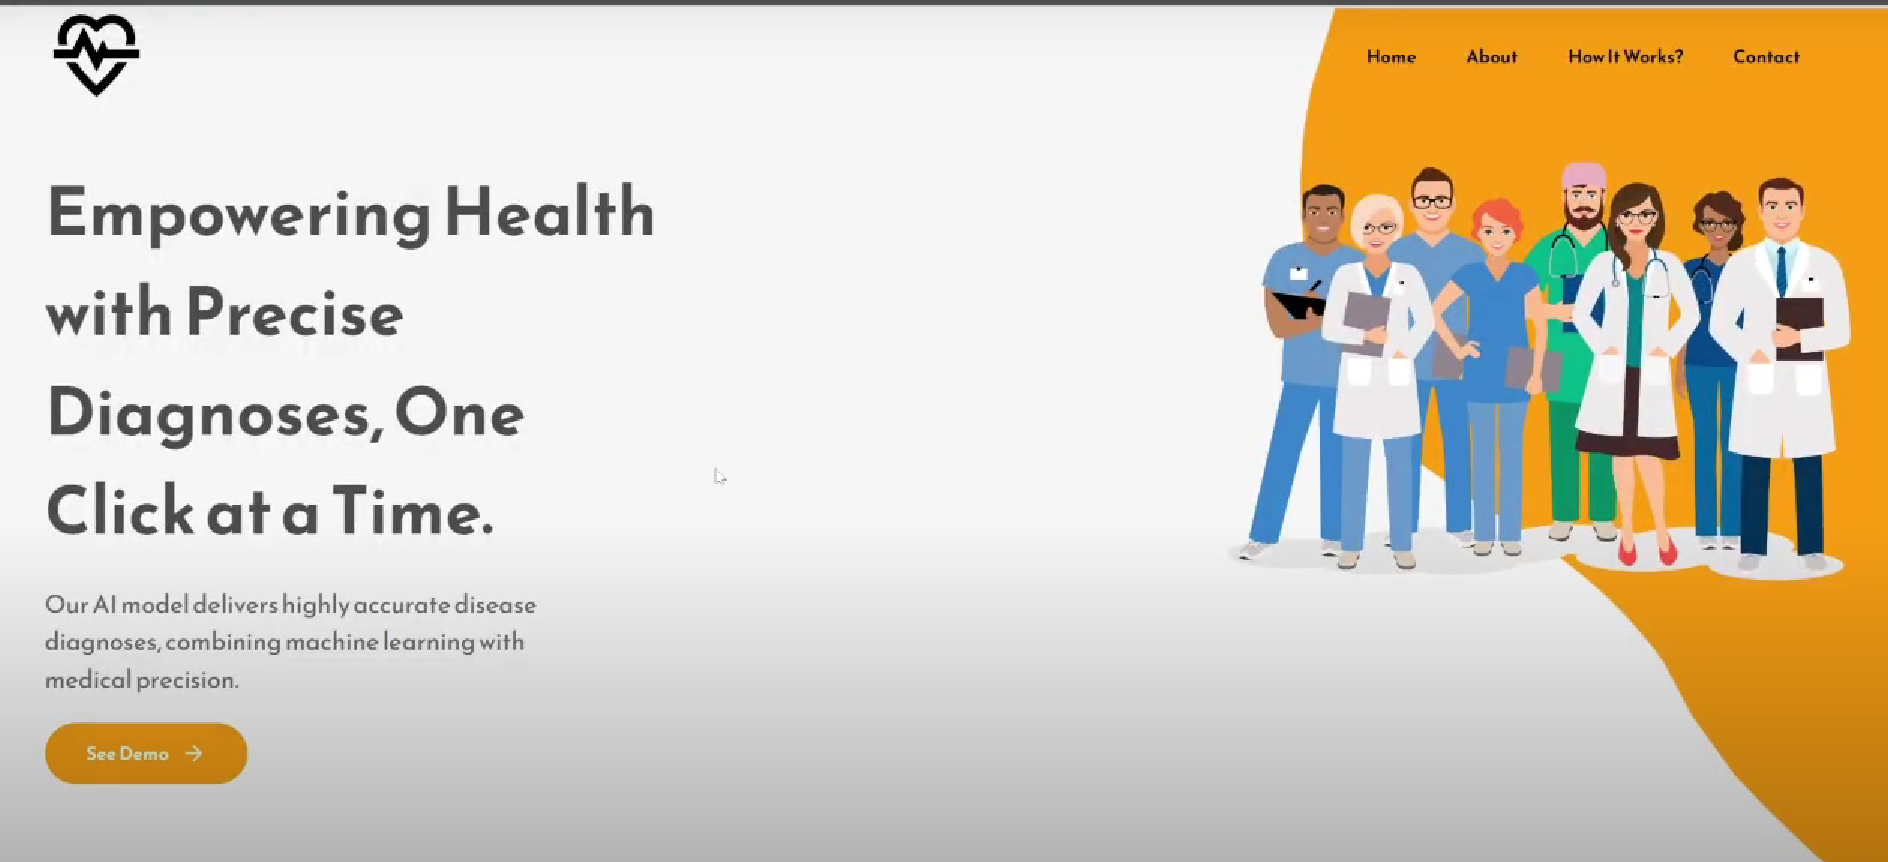 Home About How It Works? Contact
Empowering Health
with Precise
Diagnoses, One
Click at a Time.
Our AI model delivers highly accurate disease
diagnoses, combining machine learning with
medical precision.
See Demo